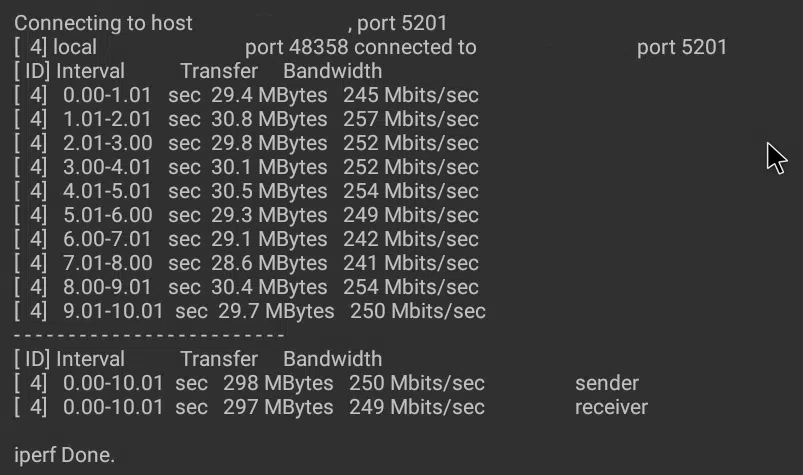 Connecting to host , port 5201
[ 4] local port 48358 connected to port 5201
[ ID] Interval Transfer Bandwidth
[ 4] 0.00-1.01 sec 29.4 MBytes 245 Mbits/sec
[ 4] 1.01-2.01 sec 30.8 MBytes 257 Mbits/sec
[ 4] 2.01-3.00 sec 29.8 MBytes 252 Mbits/sec
[ 4] 3.00-4.01 sec 30.1 MBytes 252 Mbits/sec
[ 4] 4.01-5.01 sec 30.5 MBytes 254 Mbits/sec
[ 4] 5.01-6.00 sec 29.3 MBytes 249 Mbits/sec
[ 4] 6.00-7.01 sec 29.1 MBytes 242 Mbits/sec
[ 4] 7.01-8.00 sec 28.6 MBytes 241 Mbits/sec
[ 4] 8.00-9.01 sec 30.4 MBytes 254 Mbits/sec
[ 4] 9.01-10.01 sec 29.7 MBytes 250 Mbits/sec
- - - - - - - - - - - - - - - - - - - - - - - - -
[ ID] Interval Transfer Bandwidth
[ 4] 0.00-10.01 sec 298 MBytes 250 Mbits/sec sender
[ 4] 0.00-10.01 sec 297 MBytes 249 Mbits/sec receiver
iperf Done.